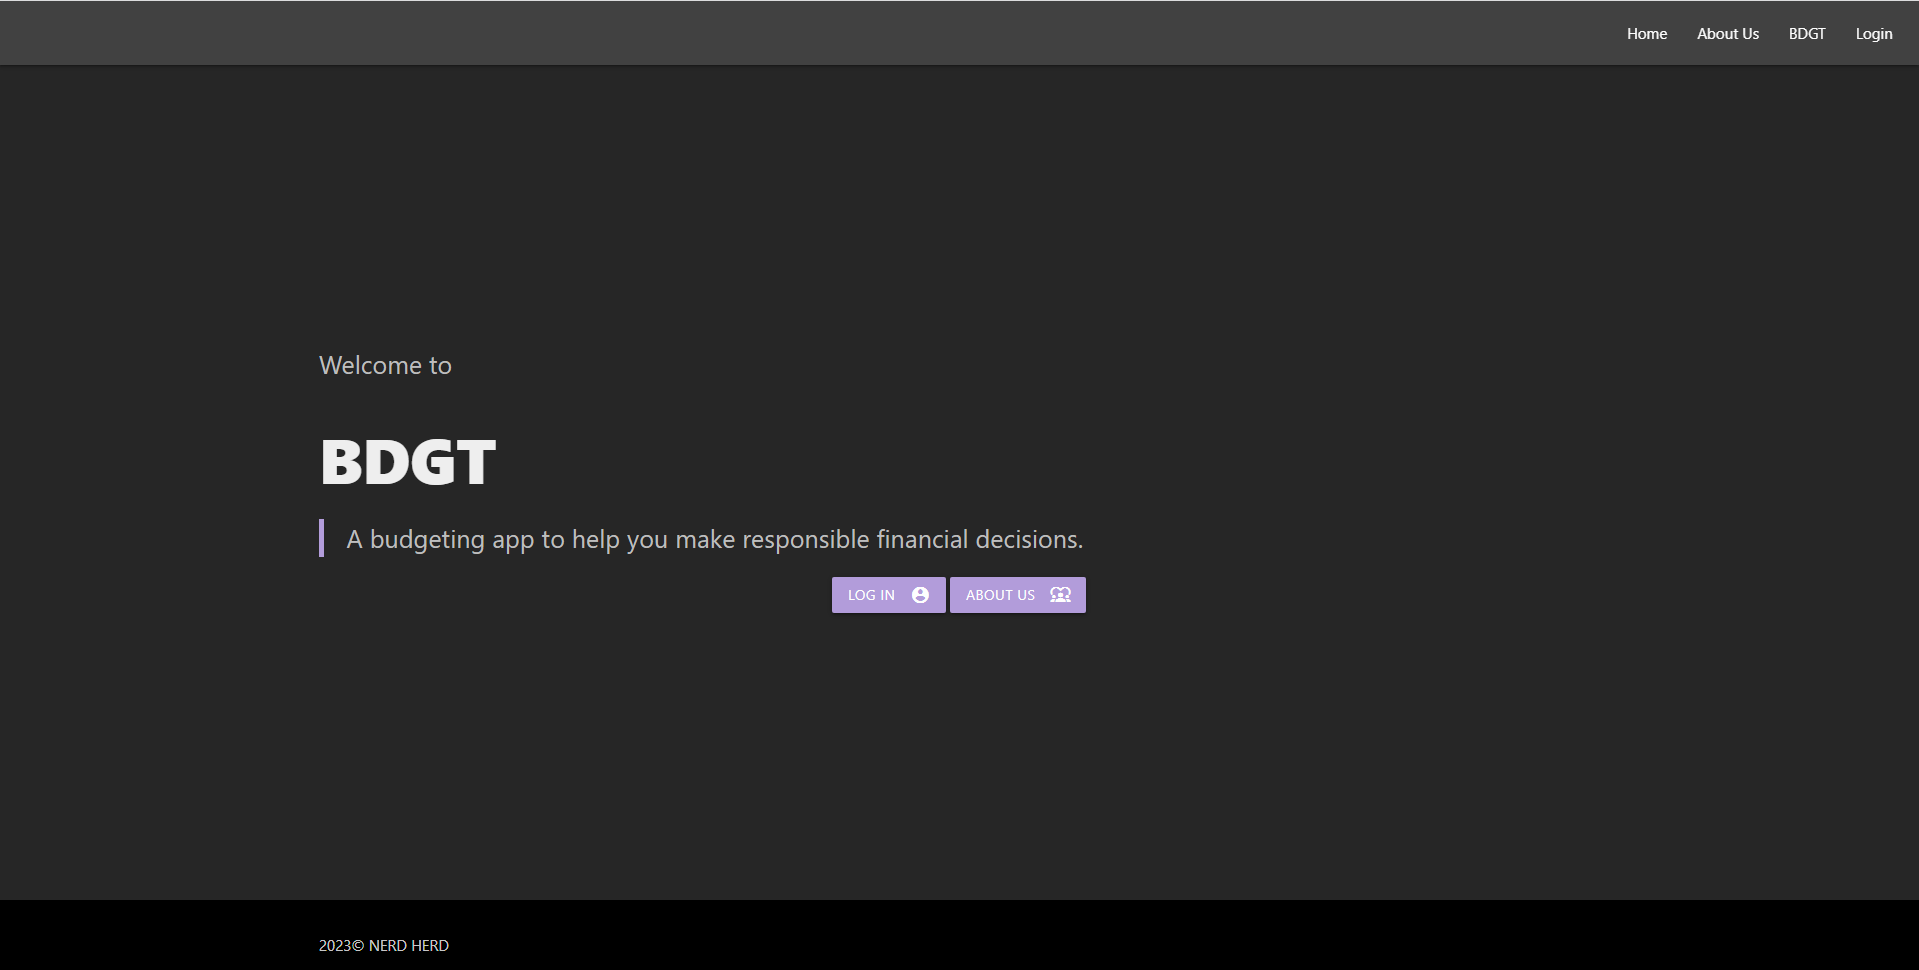 Home About Us BDGT Login
Welcome to
BDGT
A budgeting app to help you make responsible financial decisions.
LOG IN ABOUT US
2023© NERD HERD